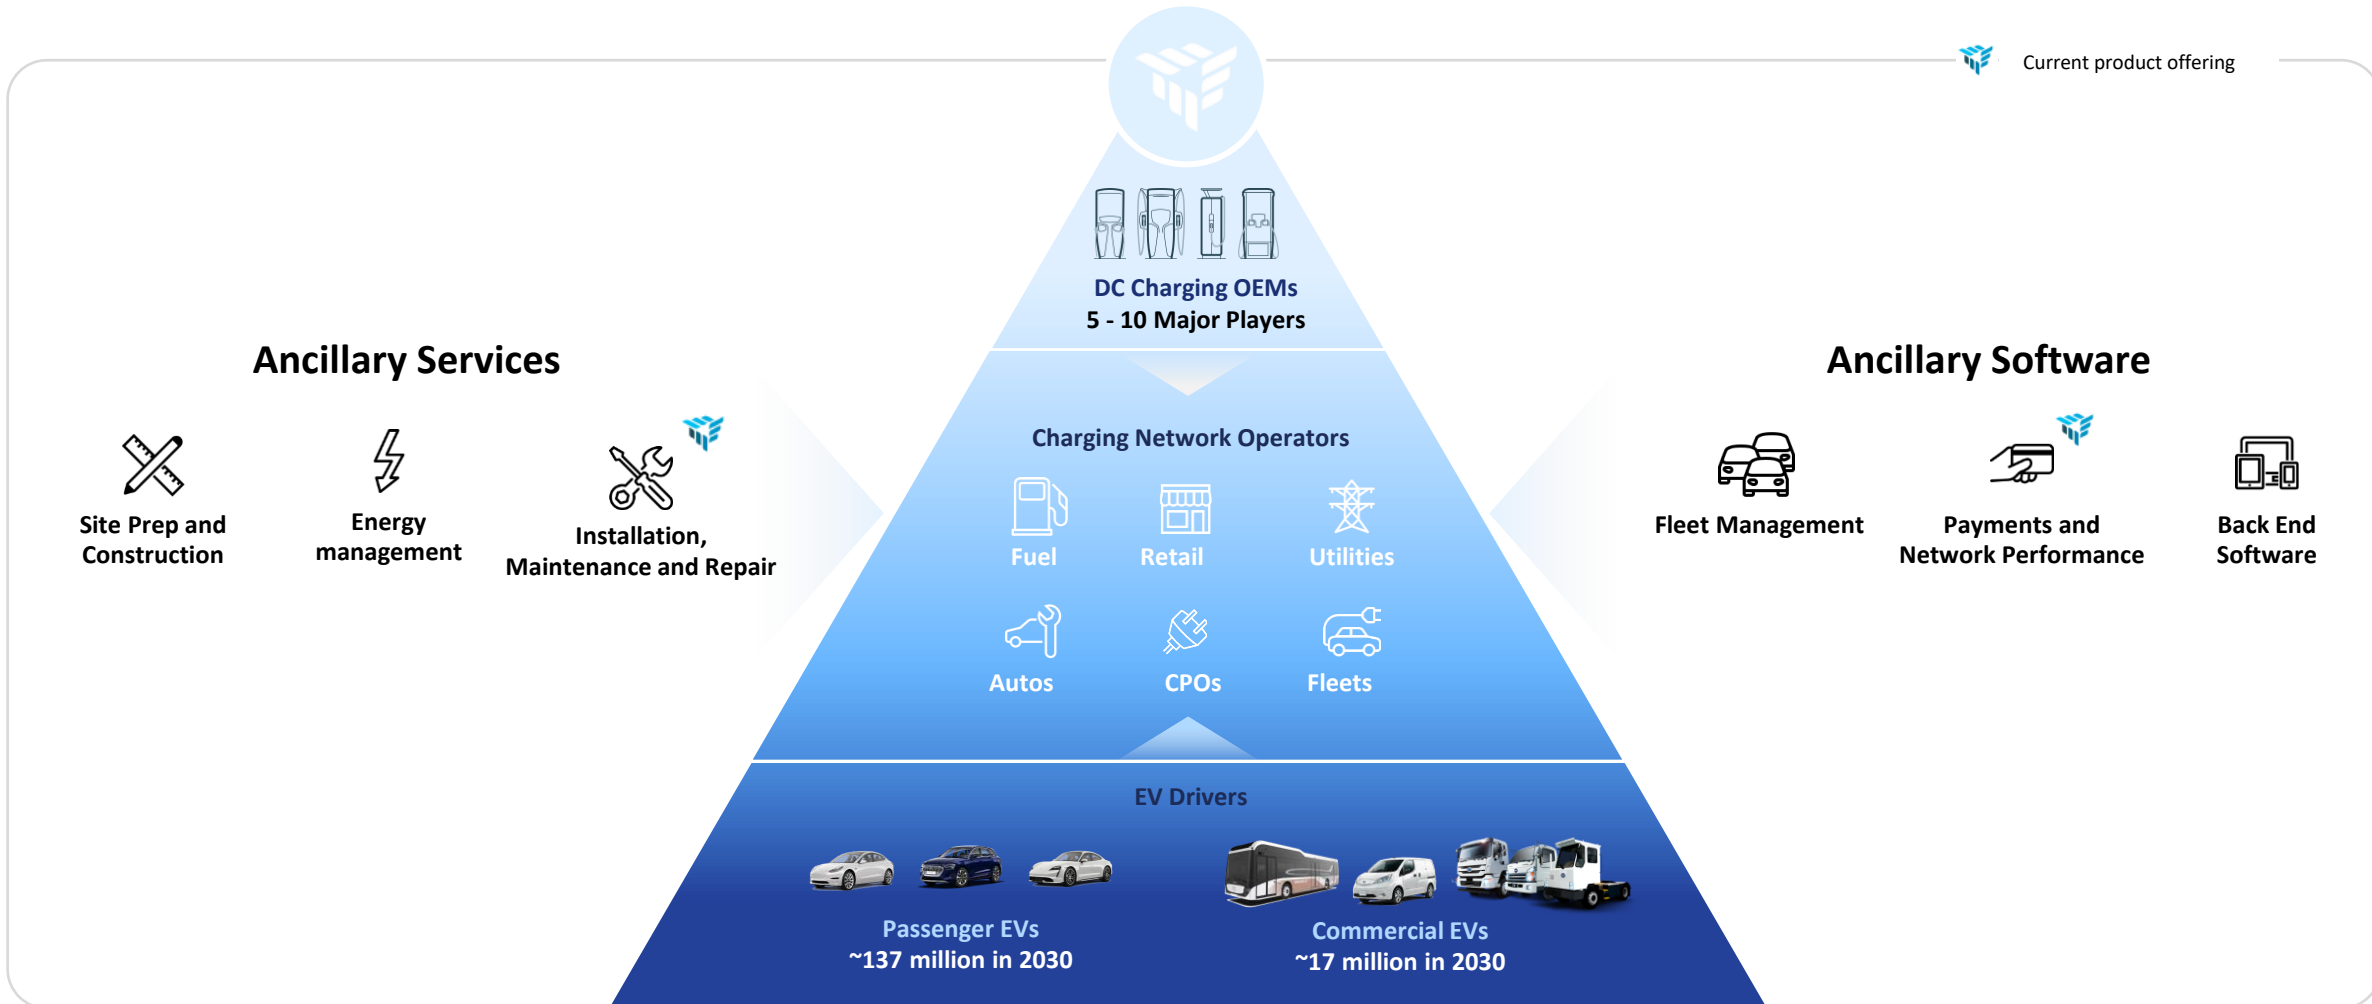 Current product offering
DC Charging OEMs
5 - 10 Major Players
Ancillary Services
Site Prep and
Construction
Energy
management
Installation,
Maintenance and Repair
Charging Network Operators
Fuel
Retail
Utilities
Autos
CPOs
Fleets
Ancillary Software
Fleet Management
Payments and
Network Performance
Back End
Software
EV Drivers
Passenger EVs
~137 million in 2030
Commercial EVs
~17 million in 2030